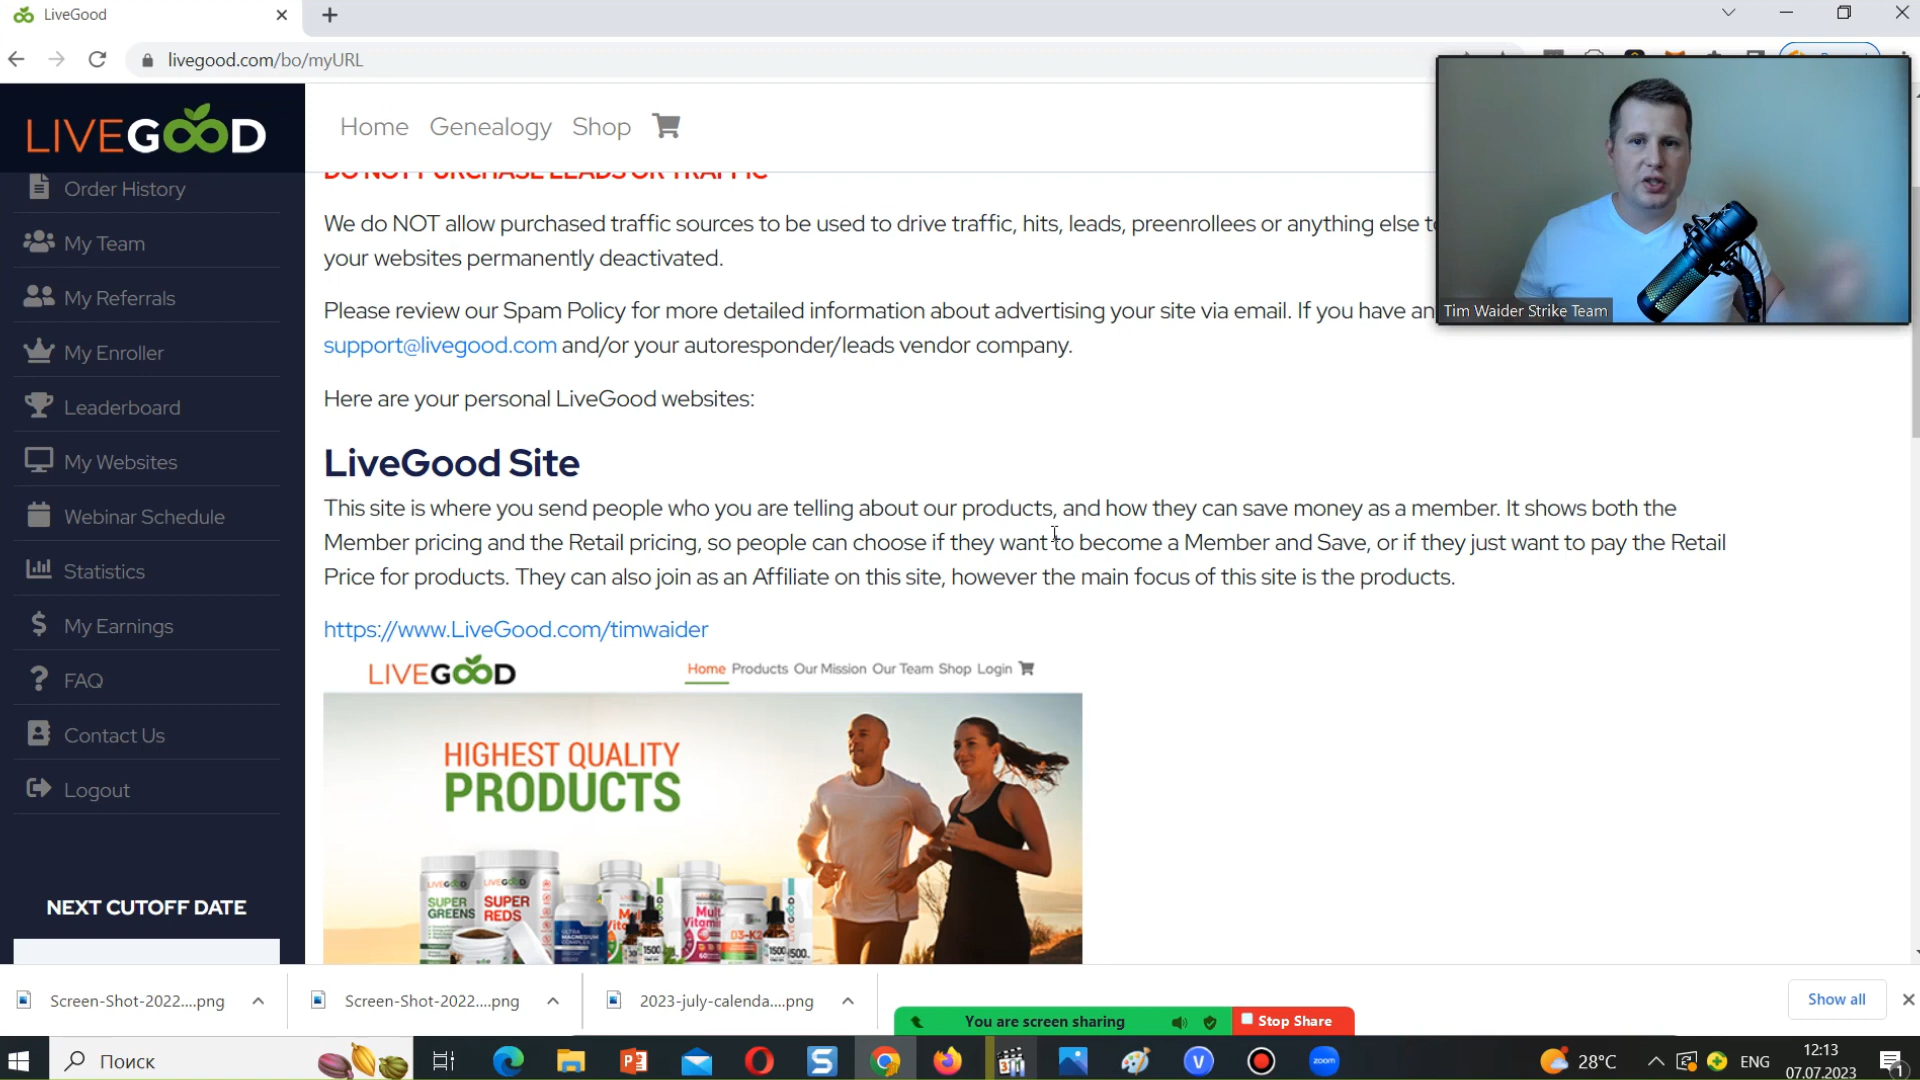 LiveGood
livegood.com/bo/myURL
LIVEGOOD
Home Genealogy Shop
Order History
My Team
My Referrals
My Enroller
Leaderboard
My Websites
Webinar Schedule
Statistics
My Earnings
FAQ
Contact Us
Logout
NEXT CUTOFF DATE
DO NOT PURCHASE LEADS OR TRAFFIC
We do NOT allow purchased traffic sources to be used to drive traffic, hits, leads, preenrollees or anything else to
your websites permanently deactivated.
Please review our Spam Policy for more detailed information about advertising your site via email. If you have an
support@livegood.com and/or your autoresponder/leads vendor company.
Here are your personal LiveGood websites:
LiveGood Site
This site is where you send people who you are telling about our products, and how they can save money as a member. It shows both the
Member pricing and the Retail pricing, so people can choose if they want to become a Member and Save, or if they just want to pay the Retail
Price for products. They can also join as an Affiliate on this site, however the main focus of this site is the products.
https://www.LiveGood.com/timwaider
LIVEGOOD
Home Products Our Mission Our Team Shop Login
HIGHEST QUALITY
PRODUCTS
SUPER
GREENS
SUPER
REDS
D3-K2
Tim Waider Strike Team
Screen-Shot-2022....png
Screen-Shot-2022....png
2023-july-calenda....png
Show all
You are screen sharing
Stop Share
Поиск
zoom
28°C
ENG
12:13
07.07.2023